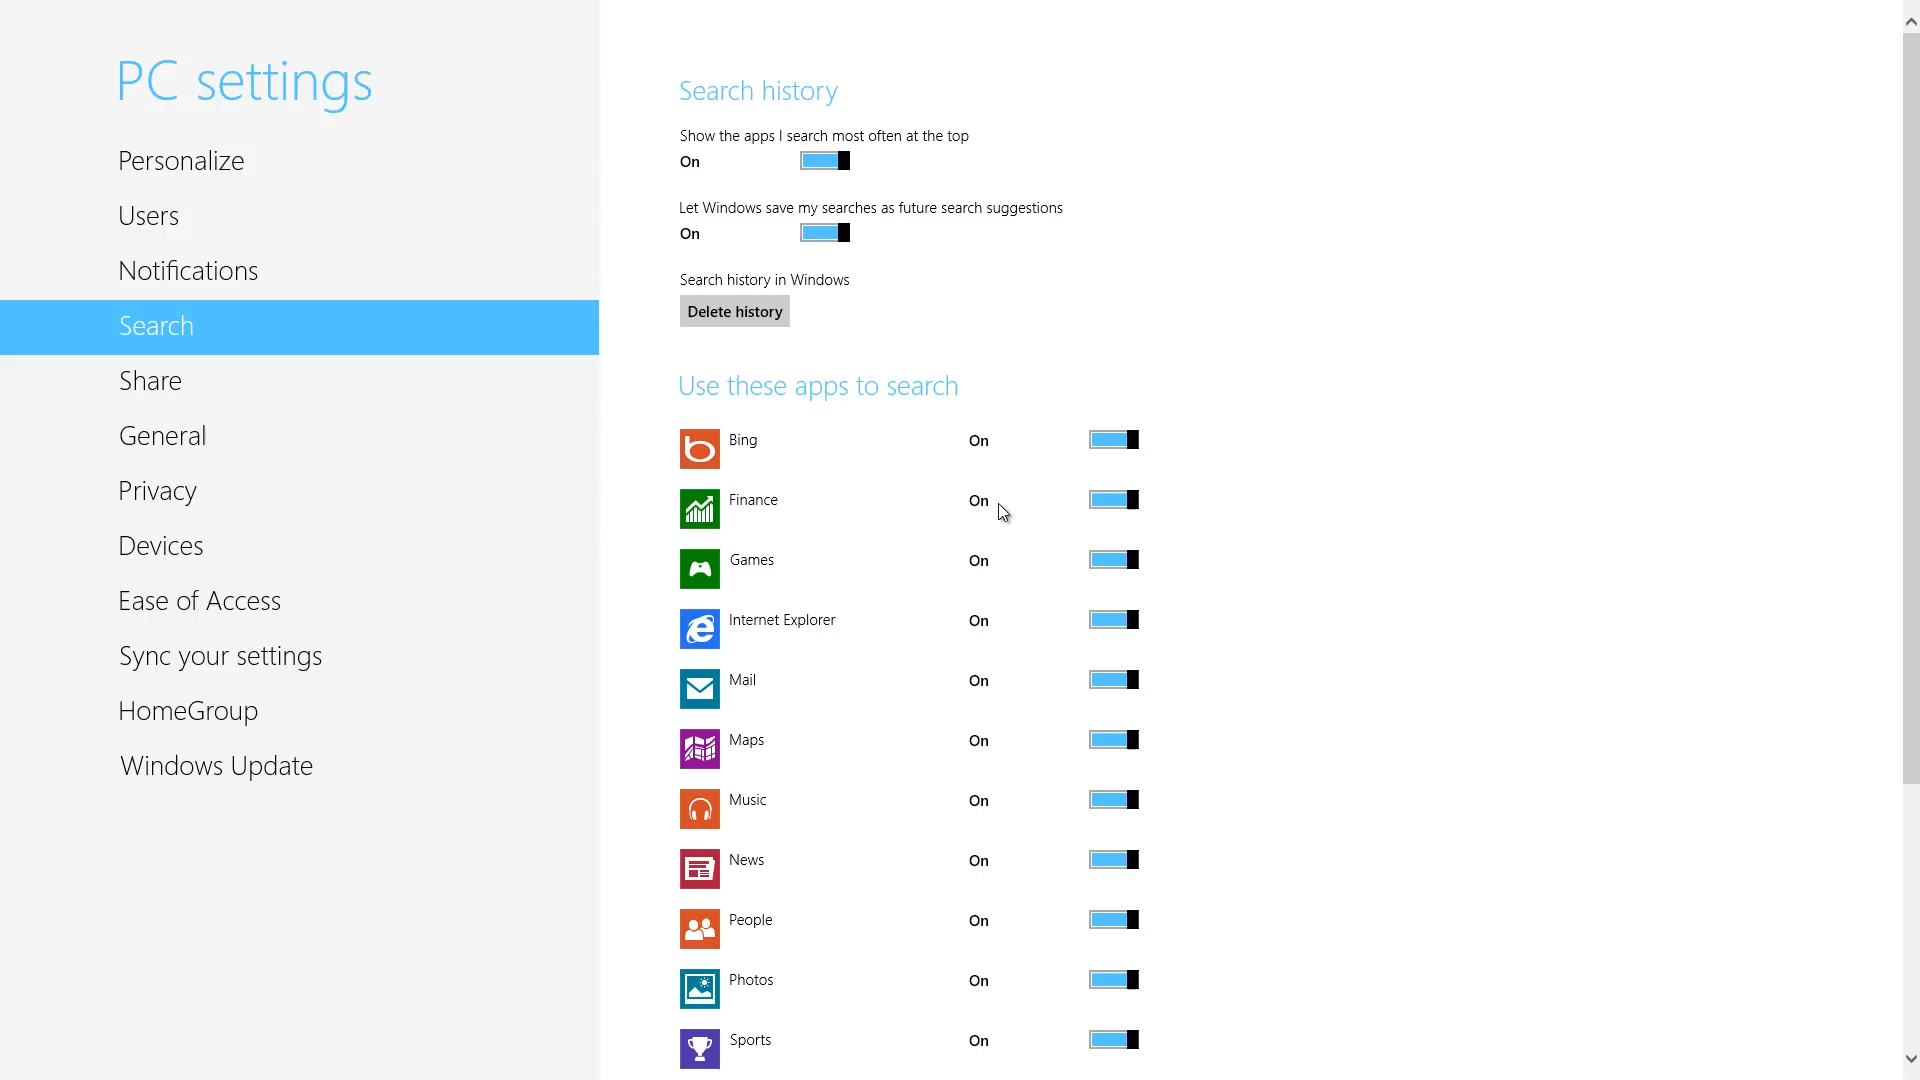 PC settings
Personalize
Users
Notifications
Search
Share
General
Privacy
Devices
Ease of Access
Sync your settings
HomeGroup
Windows Update
Search history
Show the apps I search most often at the top
On
Let Windows save my searches as future search suggestions
On
Search history in Windows
Delete history
Use these apps to search
Bing On
Finance On
Games On
Internet Explorer On
Mail On
Maps On
Music On
News On
People On
Photos On
Sports On